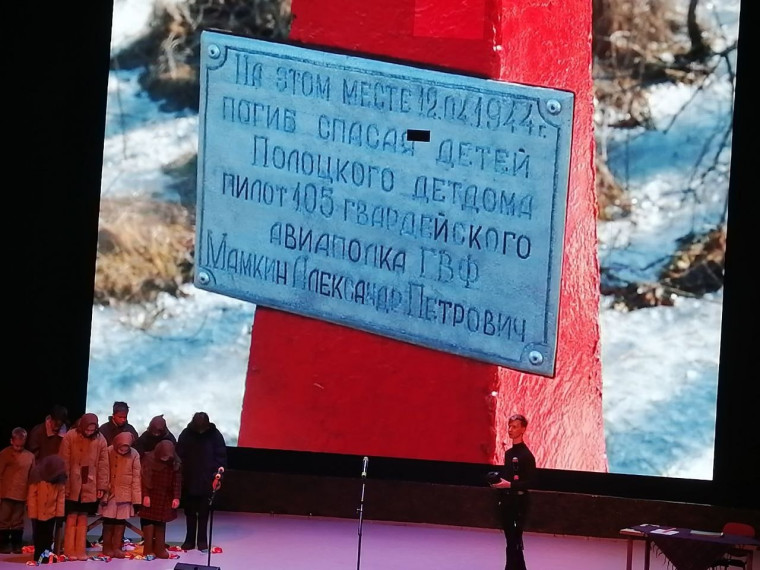 На этом месте 12.04.1944 г.
погиб спасая детей
Полоцкого детдома
пилот 105 гвардейского
авиаполка ГВФ
Мамкин Александр Петрович